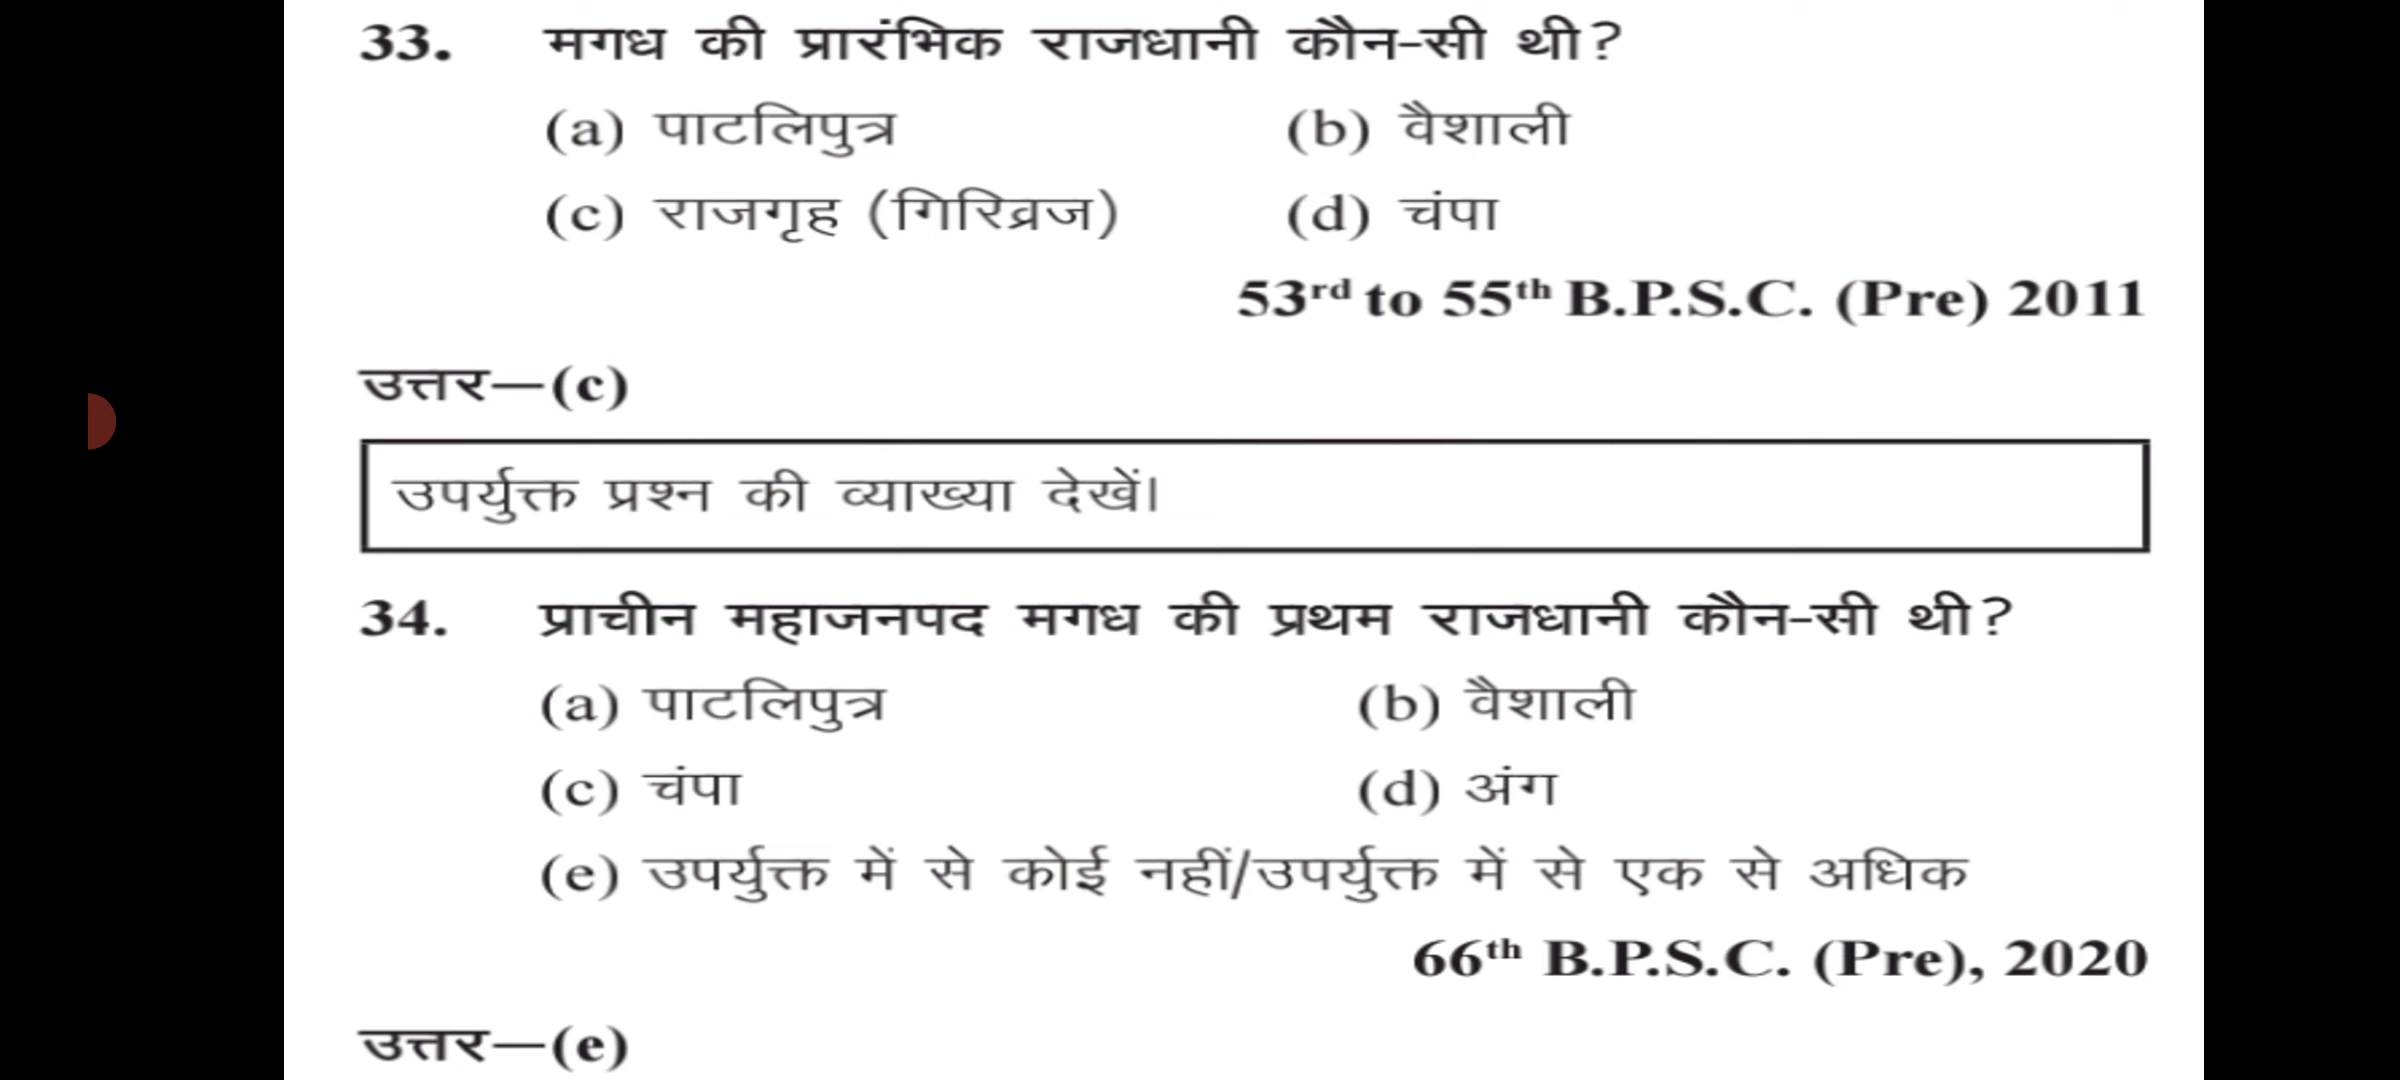 33. मगध की प्रारंभिक राजधानी कौन-सी थी?
(a) पाटलिपुत्र (b) वैशाली
(c) राजगृह (गिरिव्रज) (d) चंपा
53rd to 55th B.P.S.C. (Pre) 2011
उत्तर—(c)
उपर्युक्त प्रश्न की व्याख्या देखें।
34. प्राचीन महाजनपद मगध की प्रथम राजधानी कौन-सी थी?
(a) पाटलिपुत्र (b) वैशाली
(c) चंपा (d) अंग
(e) उपर्युक्त में से कोई नहीं/उपर्युक्त में से एक से अधिक
66th B.P.S.C. (Pre), 2020
उत्तर—(e)